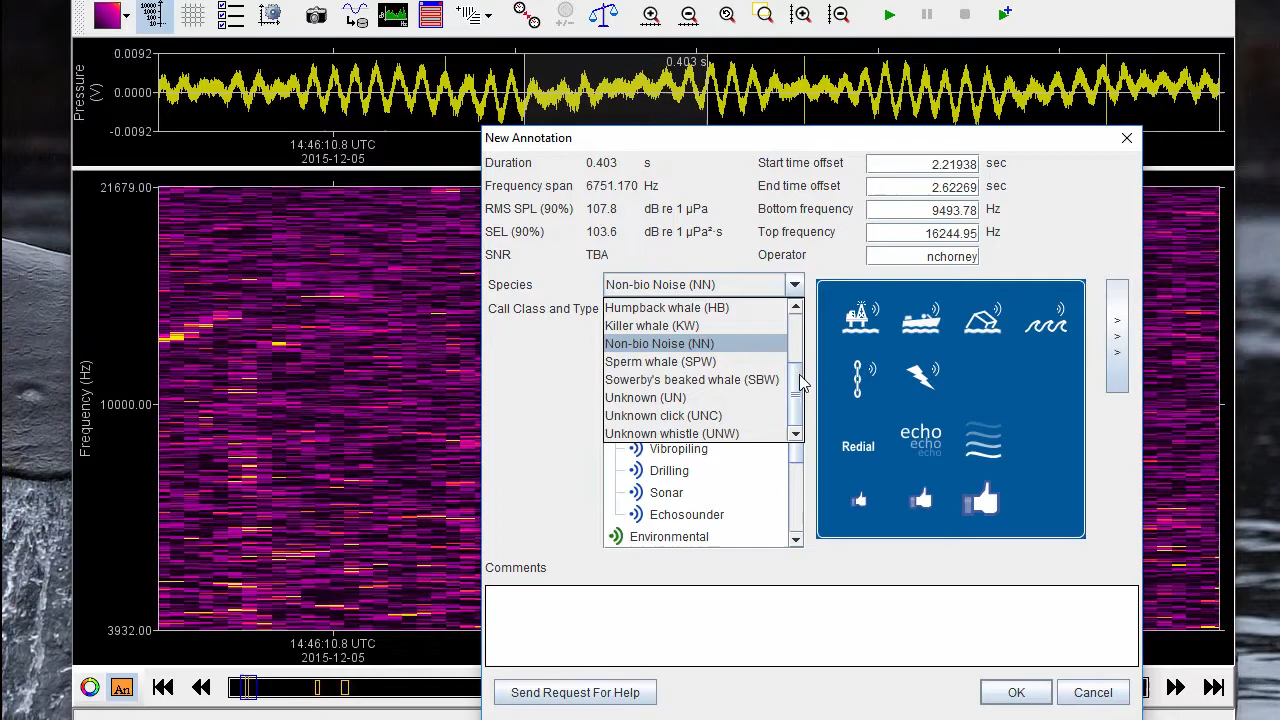 0.0092
0.0000
-0.0092
Pressure
(V)
0.403 s
14:46:10.8 UTC
2015-12-05
21679.00
10000.00
3932.00
Frequency (Hz)
14:46:10.8 UTC
2015-12-05
An
New Annotation
Duration 0.403 s Start time offset 2.21938 sec
Frequency span 6751.170 Hz End time offset 2.62269 sec
RMS SPL (90%) 107.8 dB re 1 µPa Bottom frequency 9493.78 Hz
SEL (90%) 103.6 dB re 1 µPa²·s Top frequency 16244.95 Hz
SNR TBA Operator nchorney
Species Non-bio Noise (NN)
Call Class and Type
Humpback whale (HB)
Killer whale (KW)
Non-bio Noise (NN)
Sperm whale (SPW)
Sowerby's beaked whale (SBW)
Unknown (UN)
Unknown click (UNC)
Unknown whistle (UNW)
Vibropiling
Drilling
Sonar
Echosounder
Environmental
Redial
echo
echo
echo
>
>
>
Comments
Send Request For Help
OK
Cancel